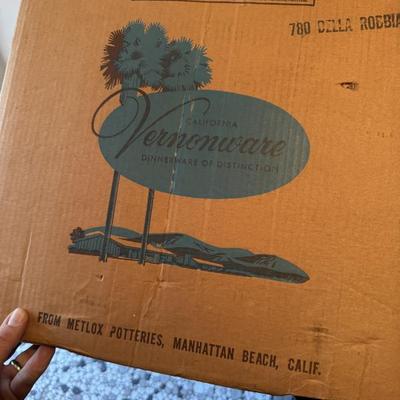 780 DELLA ROBBIA
CALIFORNIA
Vernonware
DINNERWARE OF DISTINCTION
FROM METLOX POTTERIES, MANHATTAN BEACH, CALIF.